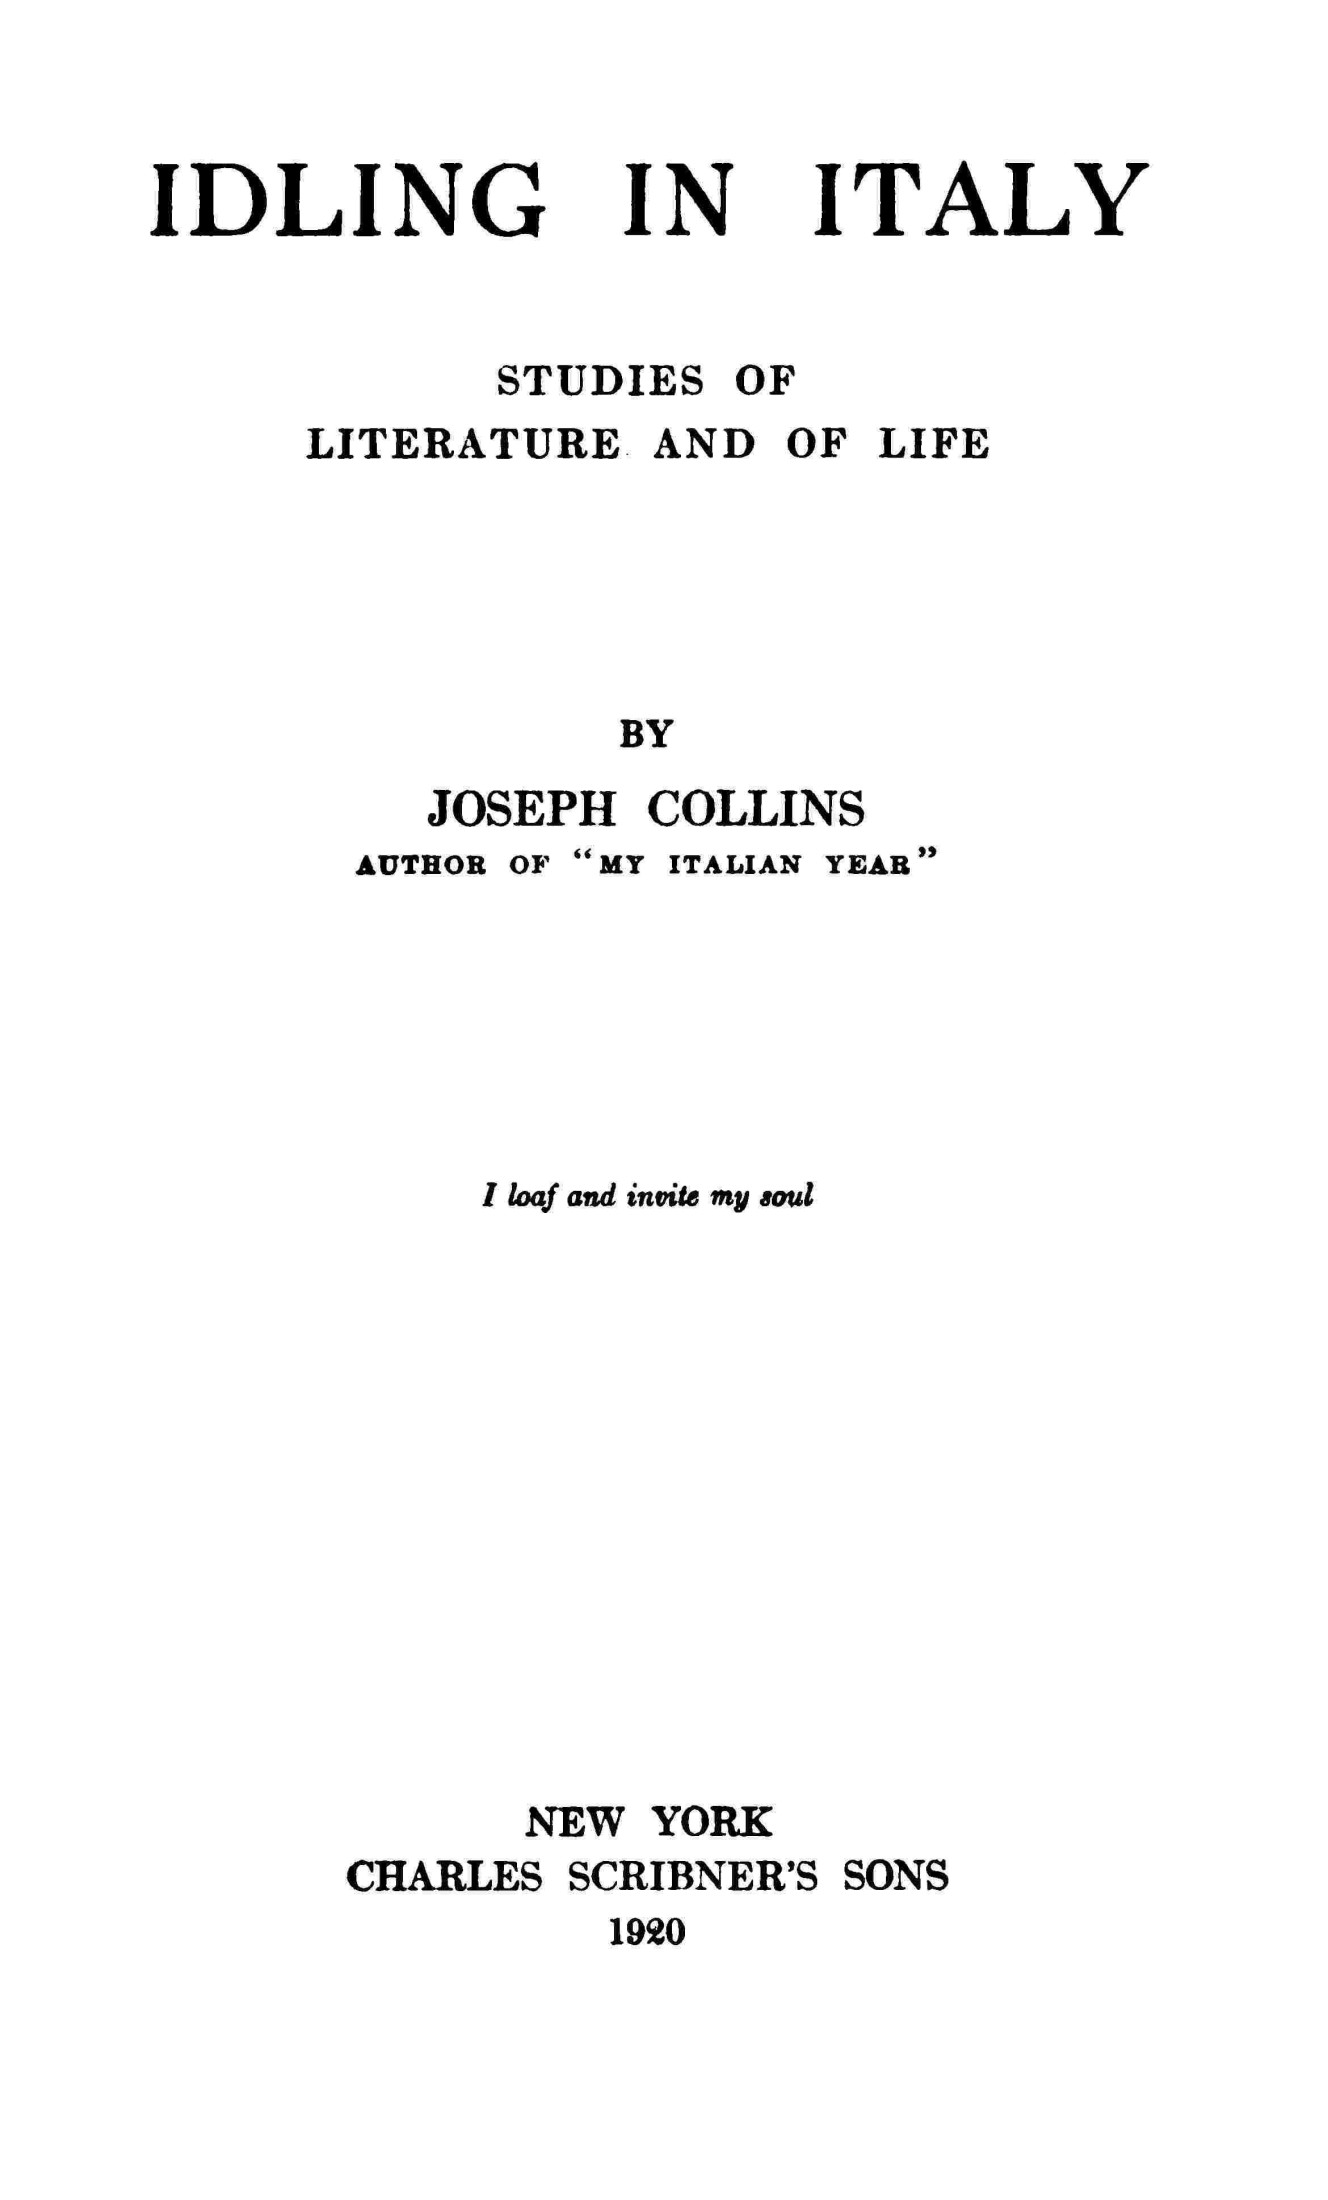 IDLING IN ITALY
STUDIES OF
LITERATURE AND OF LIFE
BY
JOSEPH COLLINS
AUTHOR OF “MY ITALIAN YEAR”
I loaf and invite my soul
NEW YORK
CHARLES SCRIBNER'S SONS
1920